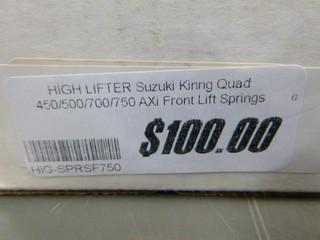 HIGH LIFTER Suzuki Kinng Quad
450/500/700/750 AXi Front Lift Springs
$100.00
HIG-SPRSF750